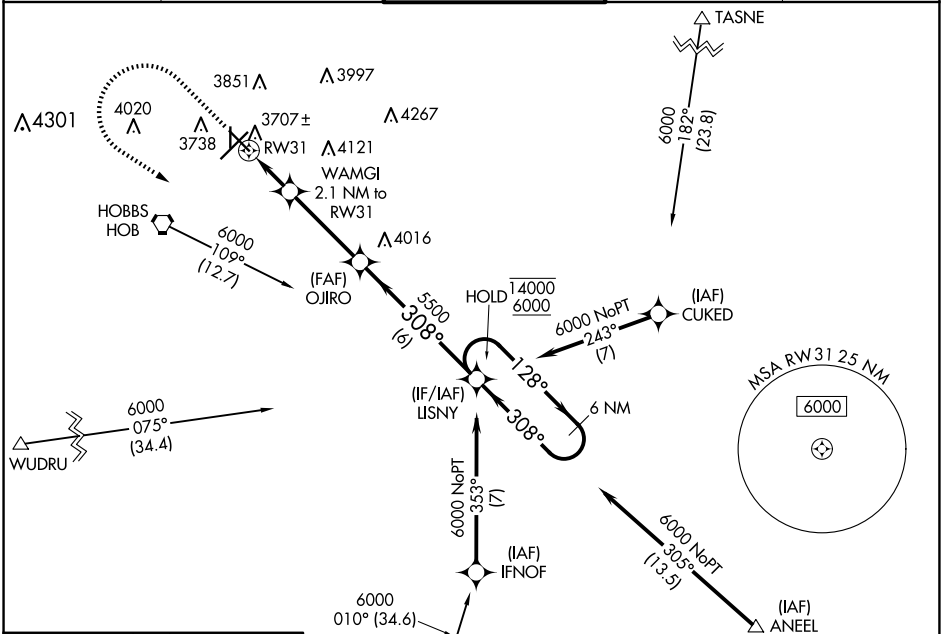 TASNE
6000
182°
(23.8)
3851
3997
4301
4020
3738
3707 ±
4267
RW31
4121
WAMGI
2.1 NM to
RW31
HOBBS
HOB
6000
109°
(12.7)
4016
(FAF)
OJIRO
5500
308°
(6)
HOLD
14000
6000
(IAF)
CUKED
6000 NoPT
243°
(7)
128°
308°
6 NM
(IF/IAF)
LISNY
MSA RW31 25 NM
6000
6000
075°
(34.4)
WUDRU
6000 NoPT
353°
(7)
(IAF)
IFNOF
6000 NoPT
305°
(13.5)
(IAF)
ANEEL
6000
010° (34.6)